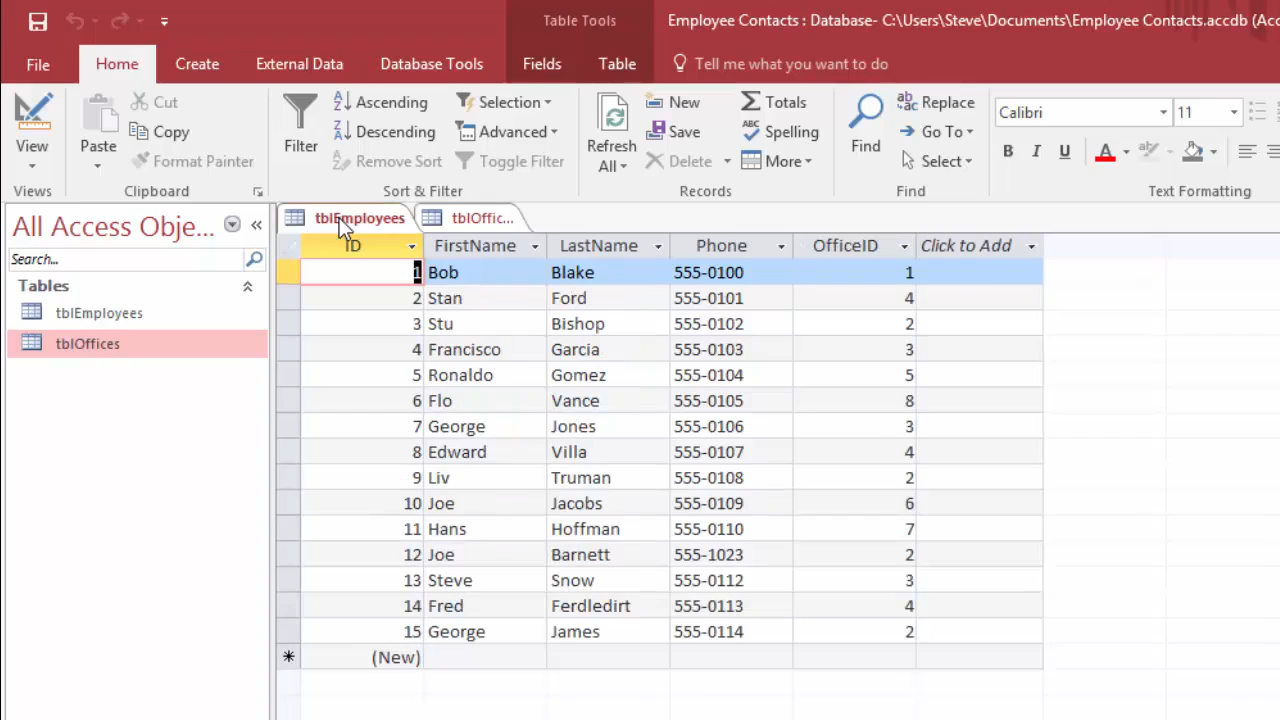 Table Tools
Employee Contacts : Database- C:\Users\Steve\Documents\Employee Contacts.accdb (Acc
File Home Create External Data Database Tools Fields Table Tell me what you want to do
View
Views
Paste
Cut
Copy
Format Painter
Clipboard
Filter
Ascending
Descending
Remove Sort
Selection
Advanced
Toggle Filter
Sort & Filter
Refresh
All
New
Save
Delete
Totals
Spelling
More
Records
Find
Replace
Go To
Select
Find
Calibri 11
B I U A
Text Formatting
All Access Obje...
Search...
Tables
tblEmployees
tblOffices
tblEmployees tblOffic...
ID FirstName LastName Phone OfficeID Click to Add
1 Bob Blake 555-0100 1
2 Stan Ford 555-0101 4
3 Stu Bishop 555-0102 2
4 Francisco Garcia 555-0103 3
5 Ronaldo Gomez 555-0104 5
6 Flo Vance 555-0105 8
7 George Jones 555-0106 3
8 Edward Villa 555-0107 4
9 Liv Truman 555-0108 2
10 Joe Jacobs 555-0109 6
11 Hans Hoffman 555-0110 7
12 Joe Barnett 555-1023 2
13 Steve Snow 555-0112 3
14 Fred Ferdledirt 555-0113 4
15 George James 555-0114 2
(New)